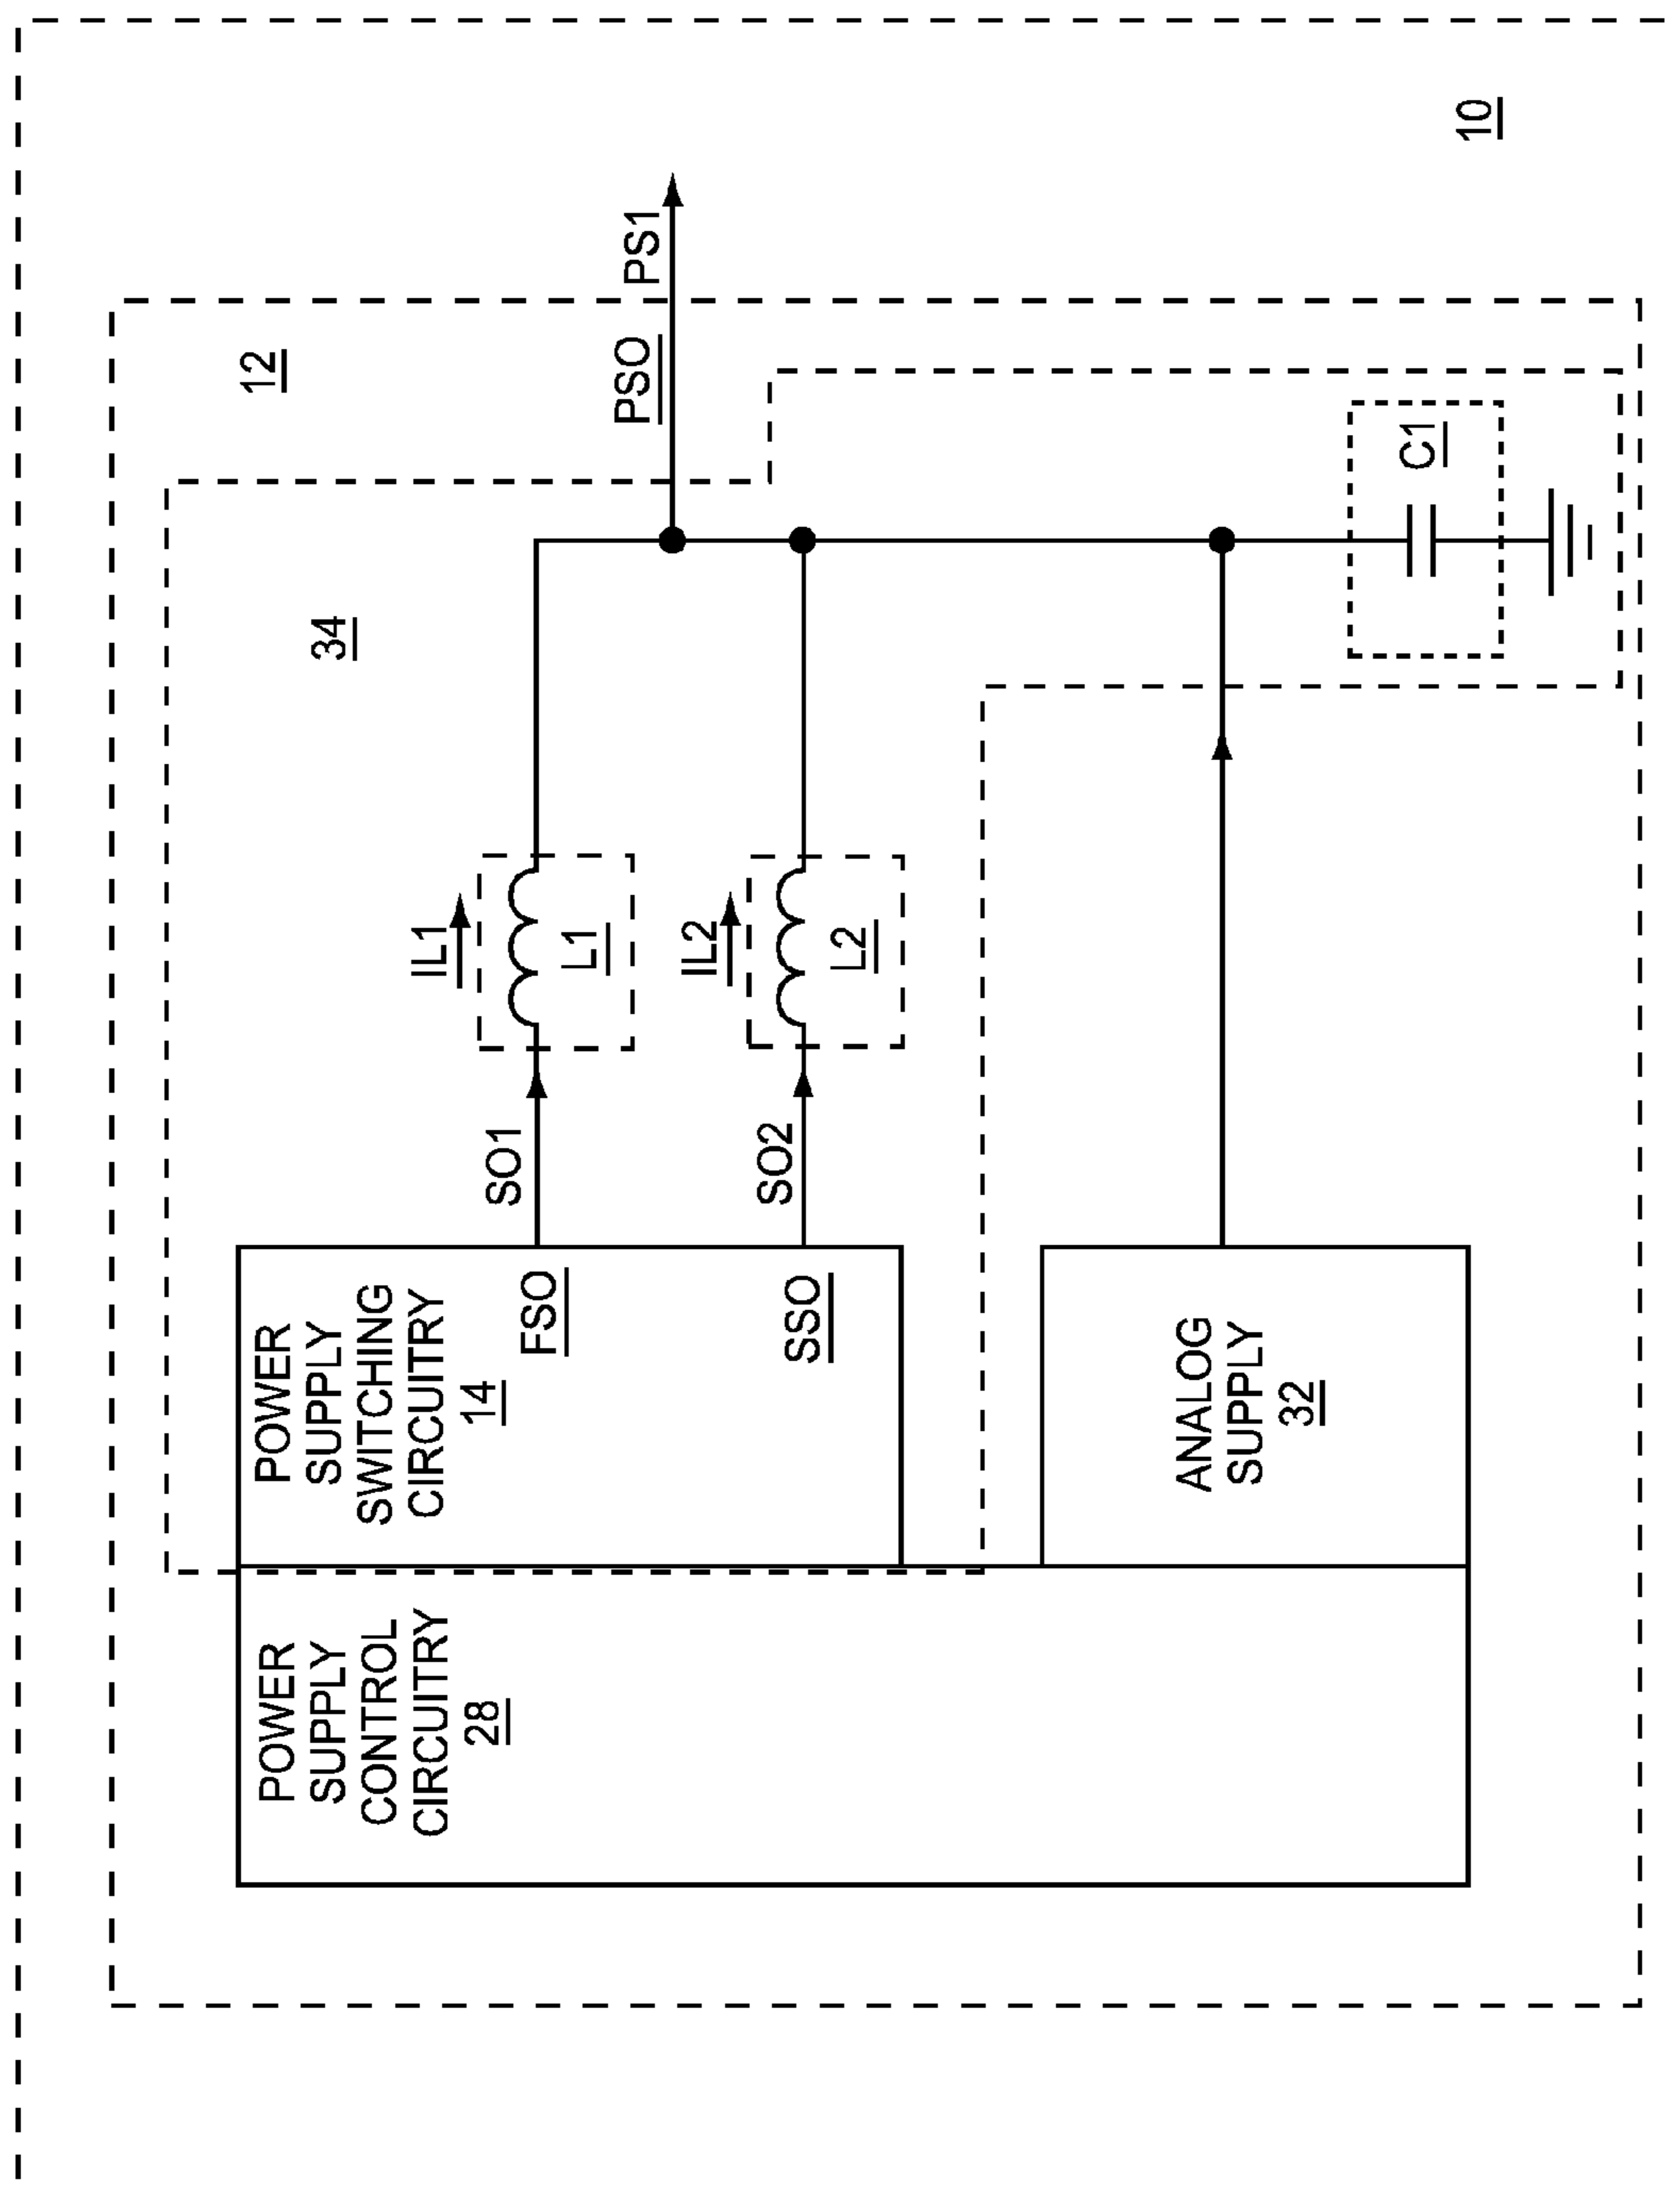 10
12
34
PSO
PS1
POWER
SUPPLY
CONTROL
CIRCUITRY
28
POWER
SUPPLY
SWITCHING
CIRCUITRY
14
FSO
SSO
SO1
SO2
IL1
L1
IL2
L2
ANALOG
SUPPLY
32
C1